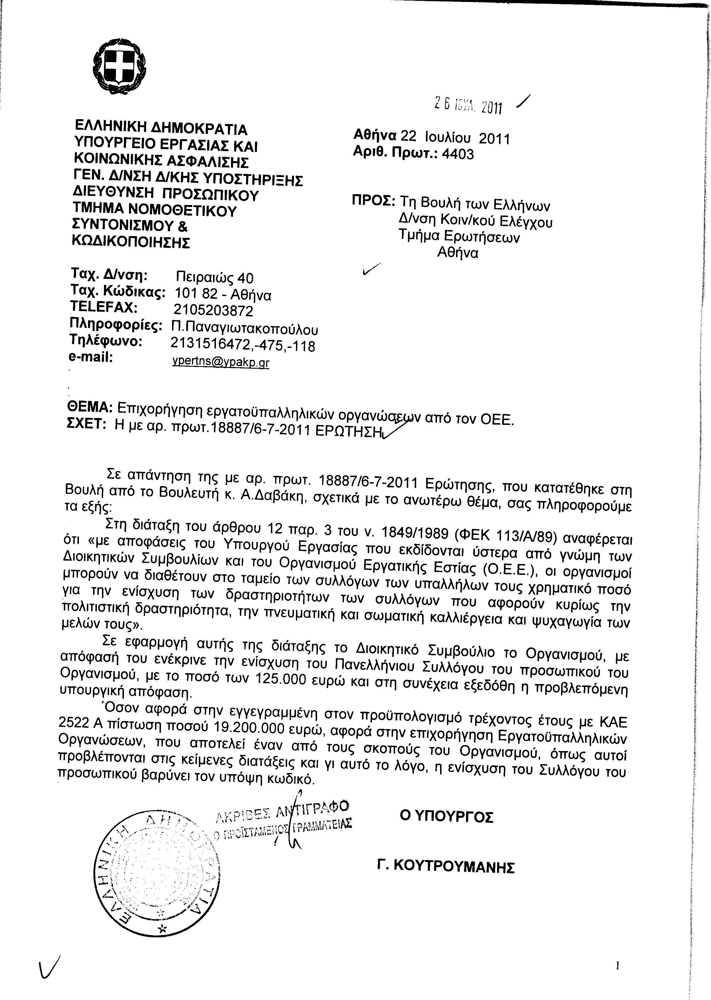 26 ΙΟΥΛ. 2011
ΕΛΛΗΝΙΚΗ ΔΗΜΟΚΡΑΤΙΑ
ΥΠΟΥΡΓΕΙΟ ΕΡΓΑΣΙΑΣ ΚΑΙ
ΚΟΙΝΩΝΙΚΗΣ ΑΣΦΑΛΙΣΗΣ
ΓΕΝ. Δ/ΝΣΗ Δ/ΚΗΣ ΥΠΟΣΤΗΡΙΞΗΣ
ΔΙΕΥΘΥΝΣΗ ΠΡΟΣΩΠΙΚΟΥ
ΤΜΗΜΑ ΝΟΜΟΘΕΤΙΚΟΥ
ΣΥΝΤΟΝΙΣΜΟΥ &
ΚΩΔΙΚΟΠΟΙΗΣΗΣ
Αθήνα 22 Ιουλίου 2011
Αριθ. Πρωτ.: 4403
ΠΡΟΣ: Τη Βουλή των Ελλήνων
Δ/νση Κοιν/κού Ελέγχου
Τμήμα Ερωτήσεων
Αθήνα
Ταχ. Δ/νση: Πειραιώς 40
Ταχ. Κώδικας: 101 82 - Αθήνα
TELEFAX: 2105203872
Πληροφορίες: Π.Παναγιωτακοπούλου
Τηλέφωνο: 2131516472,-475,-118
e-mail: ypertns@ypakp.gr
ΘΕΜΑ: Επιχορήγηση εργατοϋπαλληλικών οργανώσεων από τον ΟΕΕ.
ΣΧΕΤ: Η με αρ. πρωτ.18887/6-7-2011 ΕΡΩΤΗΣΗ
Σε απάντηση της με αρ. πρωτ. 18887/6-7-2011 Ερώτησης, που κατατέθηκε στη
Βουλή από το Βουλευτή κ. Α.Δαβάκη, σχετικά με το ανωτέρω θέμα, σας πληροφορούμε
τα εξής:
Στη διάταξη του άρθρου 12 παρ. 3 του ν. 1849/1989 (ΦΕΚ 113/Α/89) αναφέρεται
ότι «με αποφάσεις του Υπουργού Εργασίας που εκδίδονται ύστερα από γνώμη των
Διοικητικών Συμβουλίων και του Οργανισμού Εργατικής Εστίας (Ο.Ε.Ε.), οι οργανισμοί
μπορούν να διαθέτουν στο ταμείο των συλλόγων των υπαλλήλων τους χρηματικό ποσό
για την ενίσχυση των δραστηριοτήτων των συλλόγων που αφορούν κυρίως την
πολιτιστική δραστηριότητα, την πνευματική και σωματική καλλιέργεια και ψυχαγωγία των
μελών τους».
Σε εφαρμογή αυτής της διάταξης το Διοικητικό Συμβούλιο το Οργανισμού, με
απόφασή του ενέκρινε την ενίσχυση του Πανελλήνιου Συλλόγου του προσωπικού του
Οργανισμού, με το ποσό των 125.000 ευρώ και στη συνέχεια εξεδόθη η προβλεπόμενη
υπουργική απόφαση.
Όσον αφορά στην εγγεγραμμένη στον προϋπολογισμό τρέχοντος έτους με ΚΑΕ
2522 Α πίστωση ποσού 19.200.000 ευρώ, αφορά στην επιχορήγηση Εργατοϋπαλληλικών
Οργανώσεων, που αποτελεί έναν από τους σκοπούς του Οργανισμού, όπως αυτοί
προβλέπονται στις κείμενες διατάξεις και γι αυτό το λόγο, η ενίσχυση του Συλλόγου του
προσωπικού βαρύνει τον υπόψη κωδικό.
ΑΚΡΙΒΕΣ ΑΝΤΙΓΡΑΦΟ
Ο ΠΡΟΪΣΤΑΜΕΝΟΣ ΓΡΑΜΜΑΤΕΙΑΣ
ΕΛΛΗΝΙΚΗ ΔΗΜΟΚΡΑΤΙΑ
Ο ΥΠΟΥΡΓΟΣ
Γ. ΚΟΥΤΡΟΥΜΑΝΗΣ
1